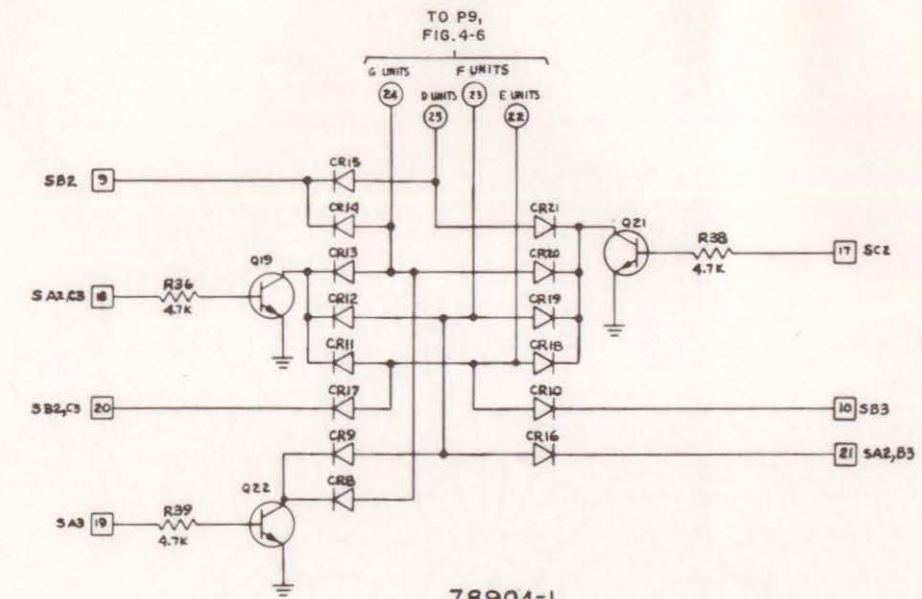 TO P9,
FIG. 4-6
G UNITS
F UNITS
24
D UNITS
23
E UNITS
25
22
CR15
SB2 9
CR14
CR21
Q21
Q19
CR13
CR20
R38
17 SC2
4.7K
SA2,C3 18
R36
4.7K
CR12
CR19
CR11
CR18
CR17
CR10
SB2,C3 20
10 SB3
CR9
CR16
21 SA2,B3
Q22
CR8
SA3 19
R39
4.7K
78904-1